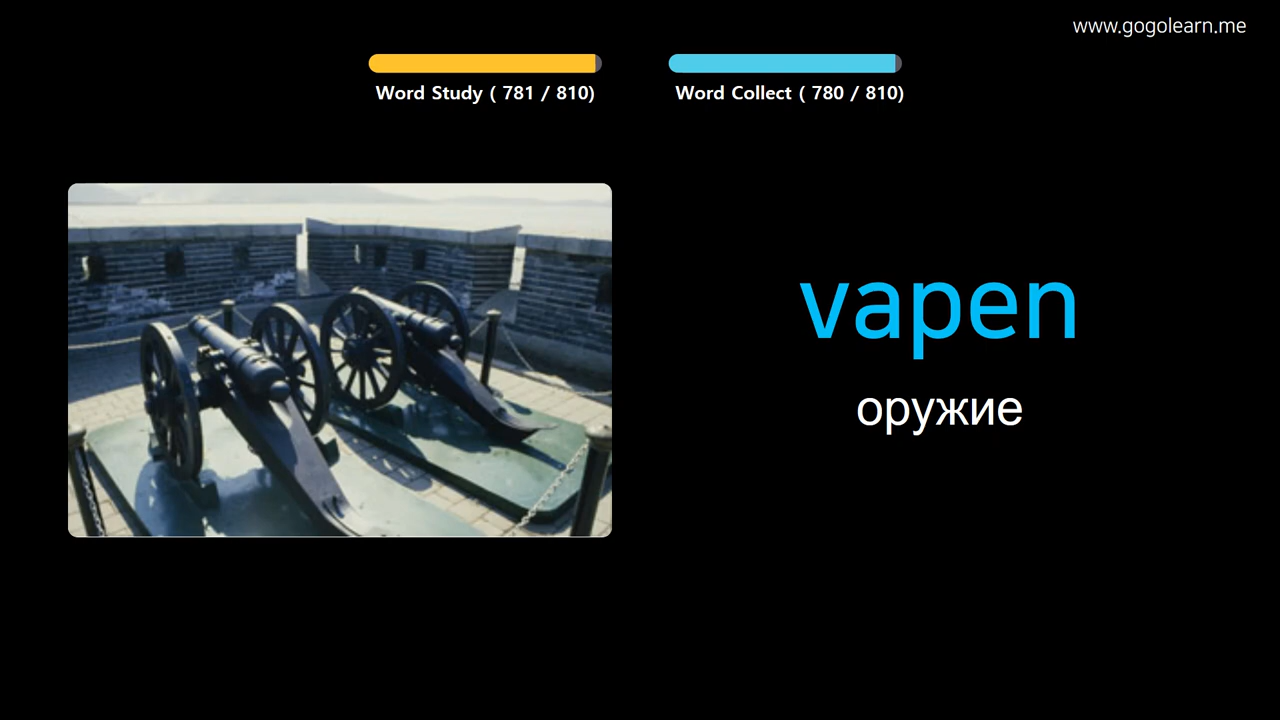 www.gogolearn.me
Word Study ( 781 / 810)
Word Collect ( 780 / 810)
vapen
оружие